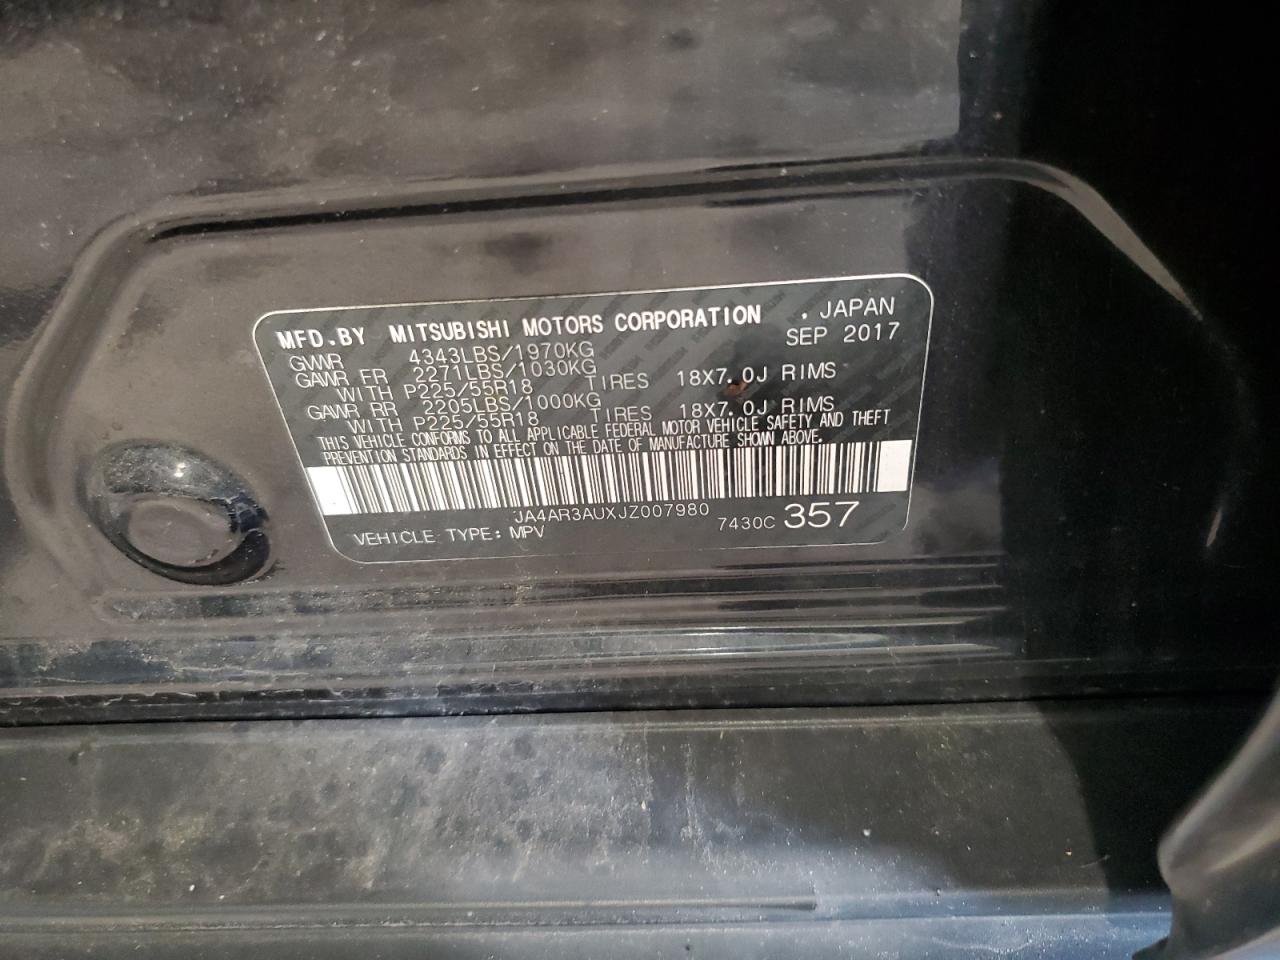 MFD.BY MITSUBISHI MOTORS CORPORATION . JAPAN
GVWR 4343LBS/1970KG SEP 2017
GAWR FR 2271LBS/1030KG
WITH P225/55R18 TIRES 18X7.0J RIMS
GAWR RR 2205LBS/1000KG
WITH P225/55R18 TIRES 18X7.0J RIMS
THIS VEHICLE CONFORMS TO ALL APPLICABLE FEDERAL MOTOR VEHICLE SAFETY AND THEFT
PREVENTION STANDARDS IN EFFECT ON THE DATE OF MANUFACTURE SHOWN ABOVE.
JA4AR3AUXJZ007980
VEHICLE TYPE: MPV 7430C 357